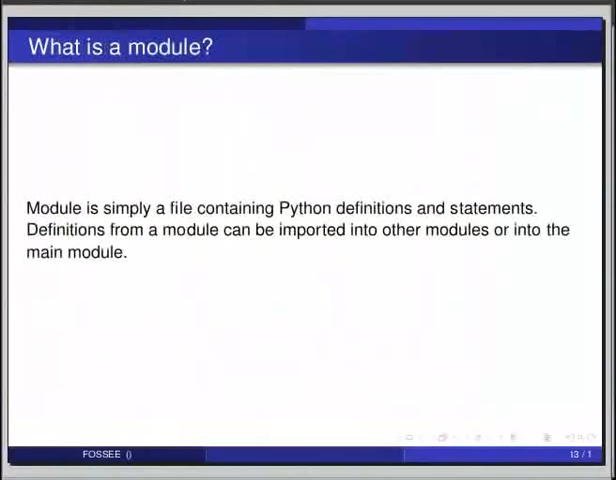 What is a module?
Module is simply a file containing Python definitions and statements.
Definitions from a module can be imported into other modules or into the
main module.
FOSSEE ()
13 / 1